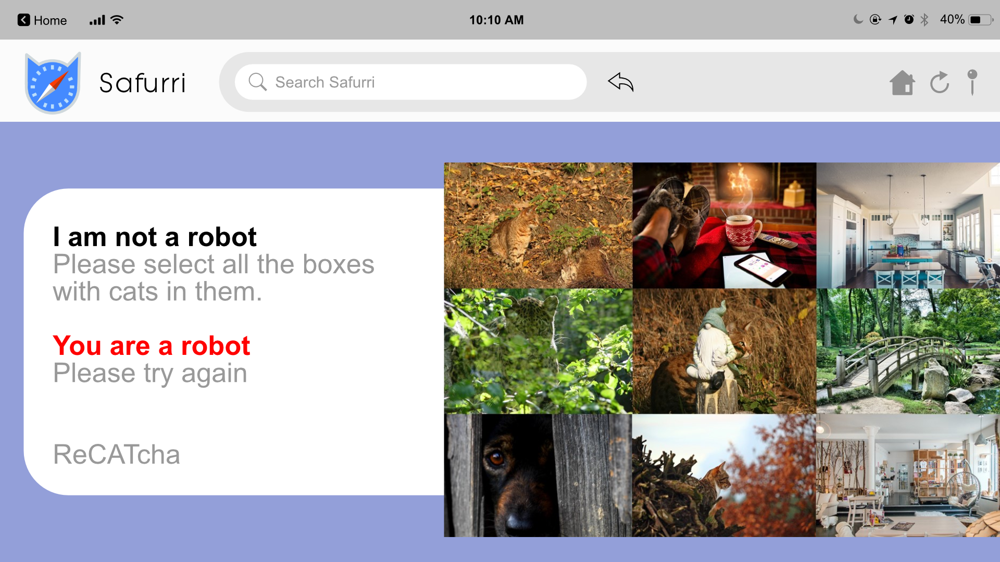 Home
10:10 AM
40%
Safurri
Search Safurri
I am not a robot
Please select all the boxes
with cats in them.
You are a robot
Please try again
ReCATcha